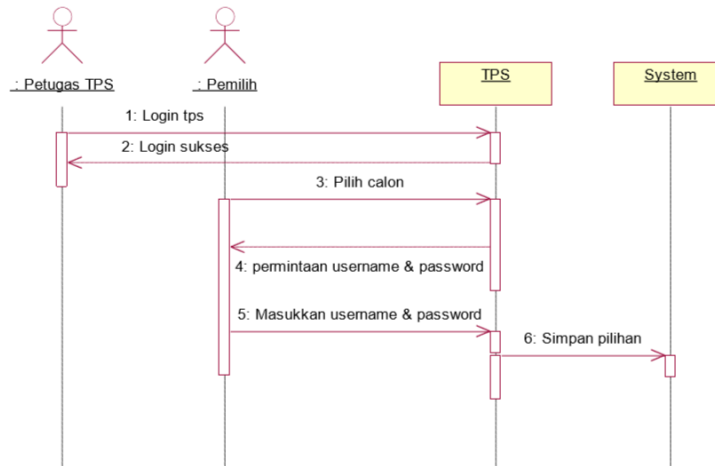 : Petugas TPS
: Pemilih
TPS
System
1: Login tps
2: Login sukses
3: Pilih calon
4: permintaan username & password
5: Masukkan username & password
6: Simpan pilihan